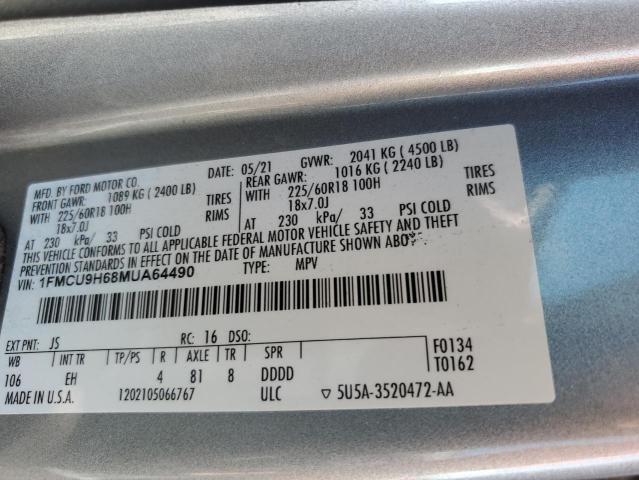 MFD. BY FORD MOTOR CO.
DATE: 05/21 GVWR: 2041 KG ( 4500 LB)
FRONT GAWR: 1089 KG ( 2400 LB) REAR GAWR: 1016 KG ( 2240 LB)
WITH 225/60R18 100H TIRES WITH 225/60R18 100H TIRES
18x7.0J RIMS 18x7.0J RIMS
AT 230 kPa/ 33 PSI COLD AT 230 kPa/ 33 PSI COLD
THIS VEHICLE CONFORMS TO ALL APPLICABLE FEDERAL MOTOR VEHICLE SAFETY AND THEFT
PREVENTION STANDARDS IN EFFECT ON THE DATE OF MANUFACTURE SHOWN ABOVE.
VIN: 1FMCU9H68MUA64490 TYPE: MPV
EXT PNT: JS RC: 16 DSO:
WB INT TR TP/PS R AXLE TR SPR
106 EH 4 81 8 DDDD
F0134
T0162
MADE IN U.S.A. 1202105066767 ULC ▽ 5U5A-3520472-AA